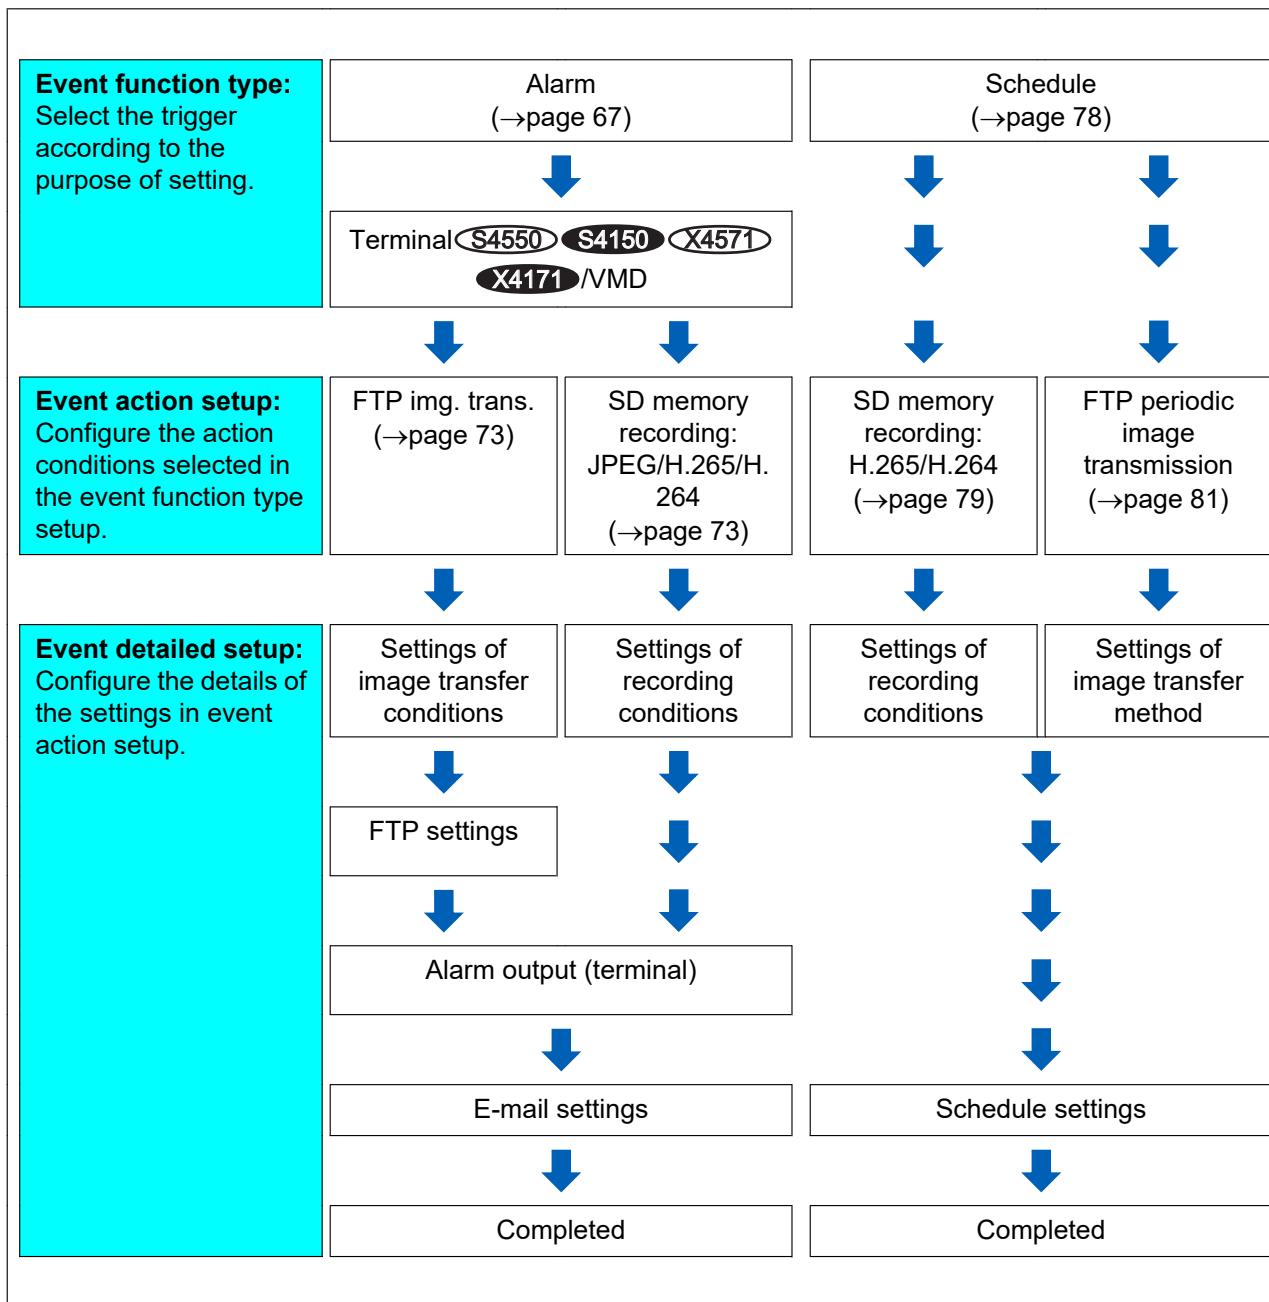 Event function type:
Select the trigger
according to the
purpose of setting.
Alarm
(→page 67)
Schedule
(→page 78)
Terminal S4550 S4150 X4571
X4171 /VMD
Event action setup:
Configure the action
conditions selected in
the event function type
setup.
FTP img. trans.
(→page 73)
SD memory
recording:
JPEG/H.265/H.
264
(→page 73)
SD memory
recording:
H.265/H.264
(→page 79)
FTP periodic
image
transmission
(→page 81)
Event detailed setup:
Configure the details of
the settings in event
action setup.
Settings of
image transfer
conditions
Settings of
recording
conditions
Settings of
recording
conditions
Settings of
image transfer
method
FTP settings
Alarm output (terminal)
E-mail settings
Schedule settings
Completed
Completed